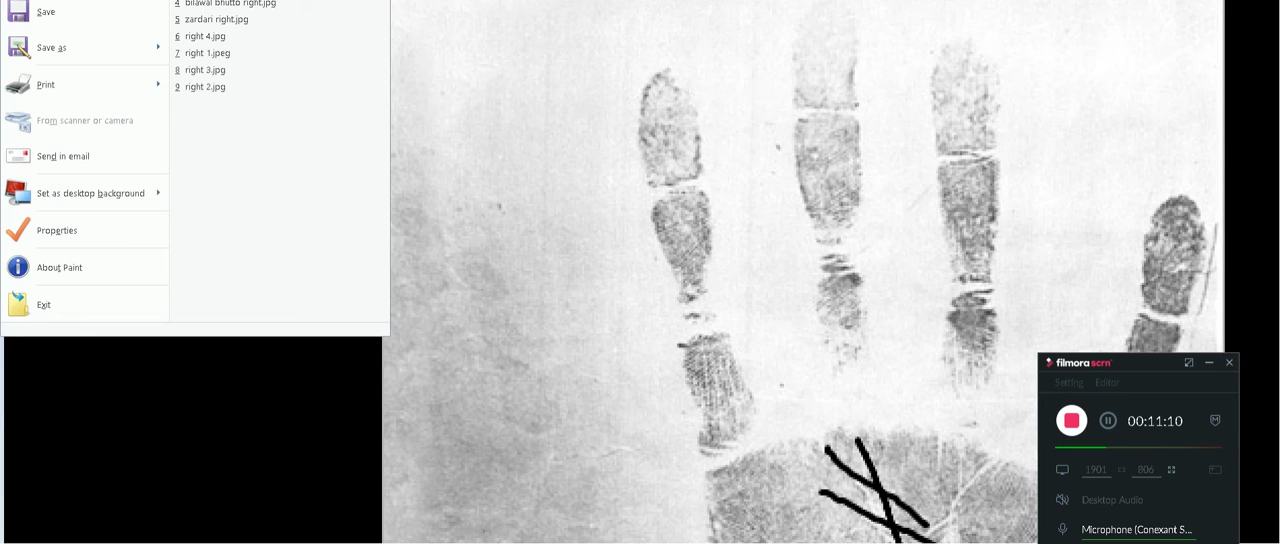 Save
Save as
Print
From scanner or camera
Send in email
Set as desktop background
Properties
About Paint
Exit
4 bilawal bhutto right.jpg
5 zardari right.jpg
6 right 4.jpg
7 right 1.jpeg
8 right 3.jpg
9 right 2.jpg
filmora scrn
Setting Editor
00:11:10
1901 806
Desktop Audio
Microphone (Conexant S...